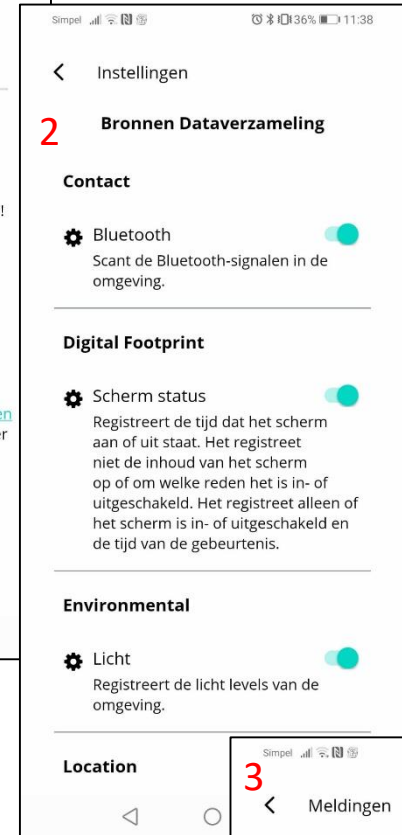 Simpel 36% 11:38
Instellingen
2 Bronnen Dataverzameling
Contact
Bluetooth
Scant de Bluetooth-signalen in de
omgeving.
Digital Footprint
Scherm status
Registreert de tijd dat het scherm
aan of uit staat. Het registreet
niet de inhoud van het scherm
op of om welke reden het is in- of
uitgeschakeld. Het registreet alleen of
het scherm is in- of uitgeschakeld en
de tijd van de gebeurtenis.
Environmental
Licht
Registreert de licht levels van de
omgeving.
Location
!
en
er
Simpel
3
Meldingen